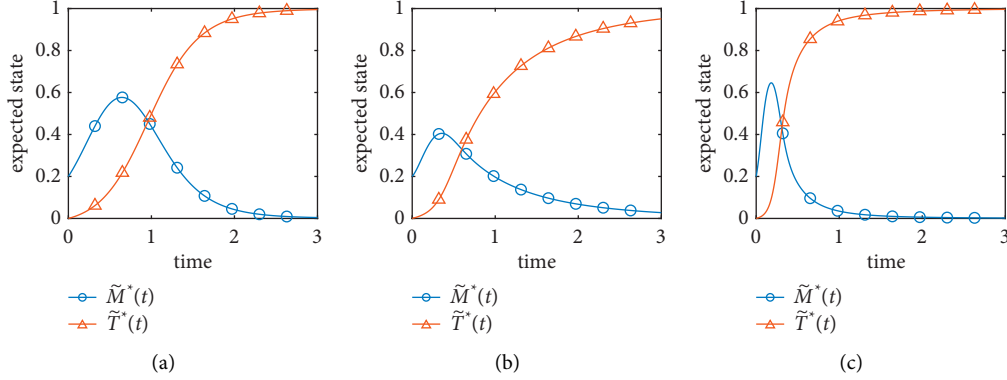 expected state
1
0.8
0.6
0.4
0.2
0
0 1 2 3
time
M̃*(t)
T̃*(t)
(a)
expected state
1
0.8
0.6
0.4
0.2
0
0 1 2 3
time
M̃*(t)
T̃*(t)
(b)
expected state
1
0.8
0.6
0.4
0.2
0
0 1 2 3
time
M̃*(t)
T̃*(t)
(c)